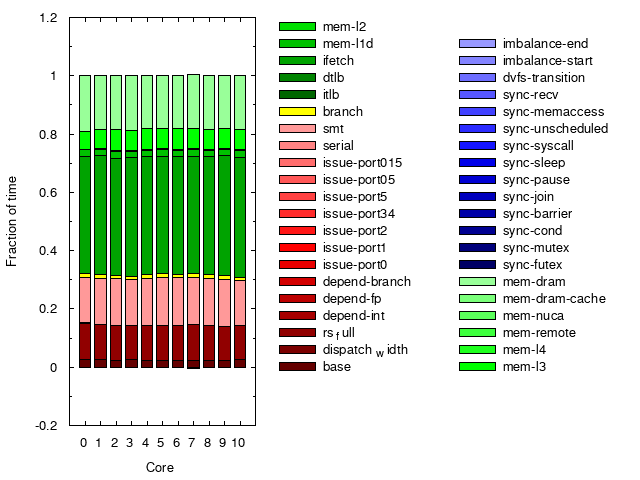 1.2
1
0.8
0.6
0.4
0.2
0
-0.2
Fraction of time
0 1 2 3 4 5 6 7 8 9 10
Core
mem-l2
mem-l1d
ifetch
dtlb
itlb
branch
smt
serial
issue-port015
issue-port05
issue-port5
issue-port34
issue-port2
issue-port1
issue-port0
depend-branch
depend-fp
depend-int
rs_full
dispatch_width
base
imbalance-end
imbalance-start
dvfs-transition
sync-recv
sync-memaccess
sync-unscheduled
sync-syscall
sync-sleep
sync-pause
sync-join
sync-barrier
sync-cond
sync-mutex
sync-futex
mem-dram
mem-dram-cache
mem-nuca
mem-remote
mem-l4
mem-l3